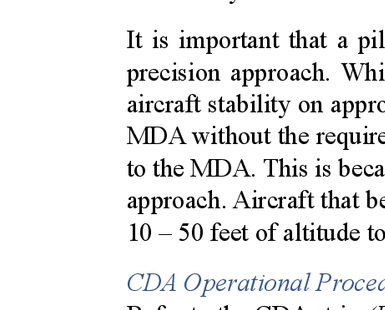 It is important that a pil
precision approach. Whi
aircraft stability on appro
MDA without the require
to the MDA. This is beca
approach. Aircraft that be
10 – 50 feet of altitude to
CDA Operational Proced